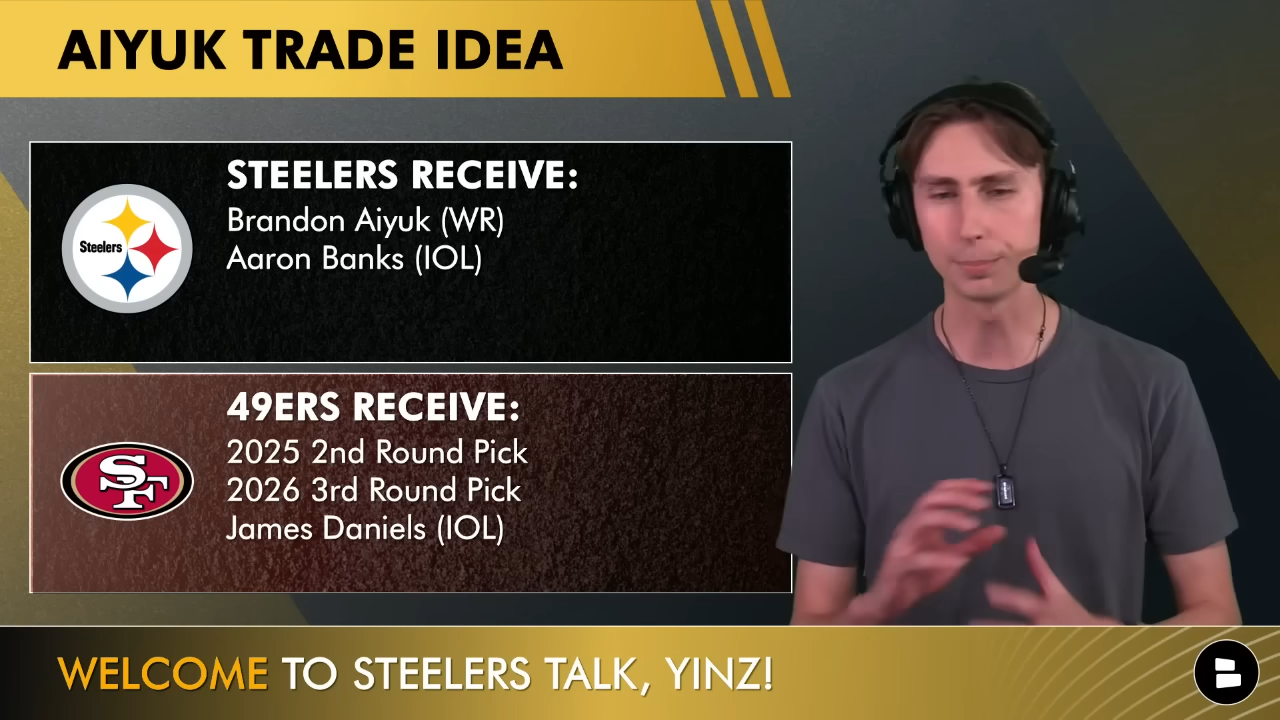 AIYUK TRADE IDEA
STEELERS RECEIVE:
Steelers
Brandon Aiyuk (WR)
Aaron Banks (IOL)
49ERS RECEIVE:
SF
2025 2nd Round Pick
2026 3rd Round Pick
James Daniels (IOL)
WELCOME TO STEELERS TALK, YINZ!